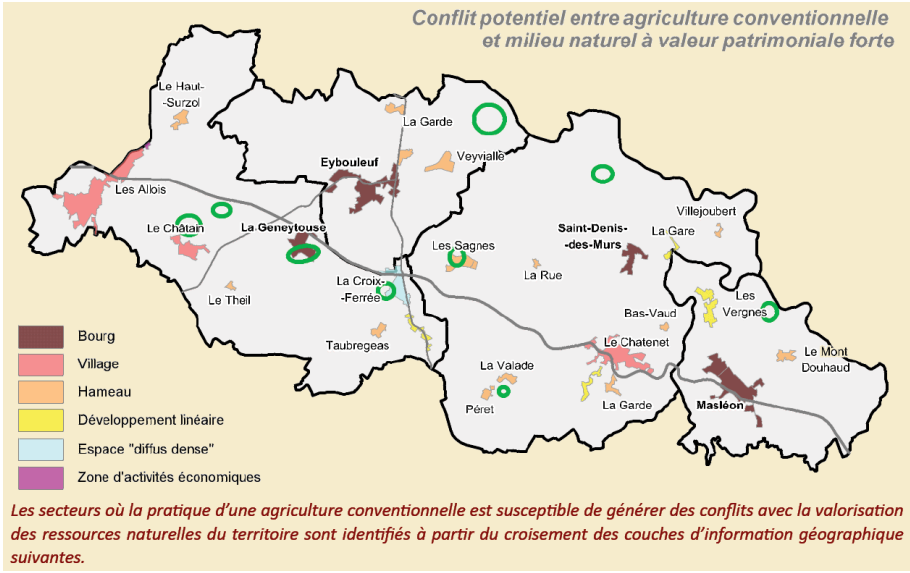 Conflit potentiel entre agriculture conventionnelle
et milieu naturel à valeur patrimoniale forte
Le Haut-
-Surzol
La Garde
Veyvialle
Eybouleuf
Les Allois
Le Châtain
La Geneytouse
Villejoubert
Saint-Denis-
-des-Murs
La Gare
Les Sagnes
La Rue
Le Theil
La Croix-
-Ferrée
Les
Vergnes
Bas-Vaud
Taubregeas
Le Chatenet
Le Mont
Douhaud
La Valade
Péret
La Garde
Masléon
Bourg
Village
Hameau
Développement linéaire
Espace "diffus dense"
Zone d'activités économiques
Les secteurs où la pratique d’une agriculture conventionnelle est susceptible de générer des conflits avec la valorisation
des ressources naturelles du territoire sont identifiés à partir du croisement des couches d’information géographique
suivantes.